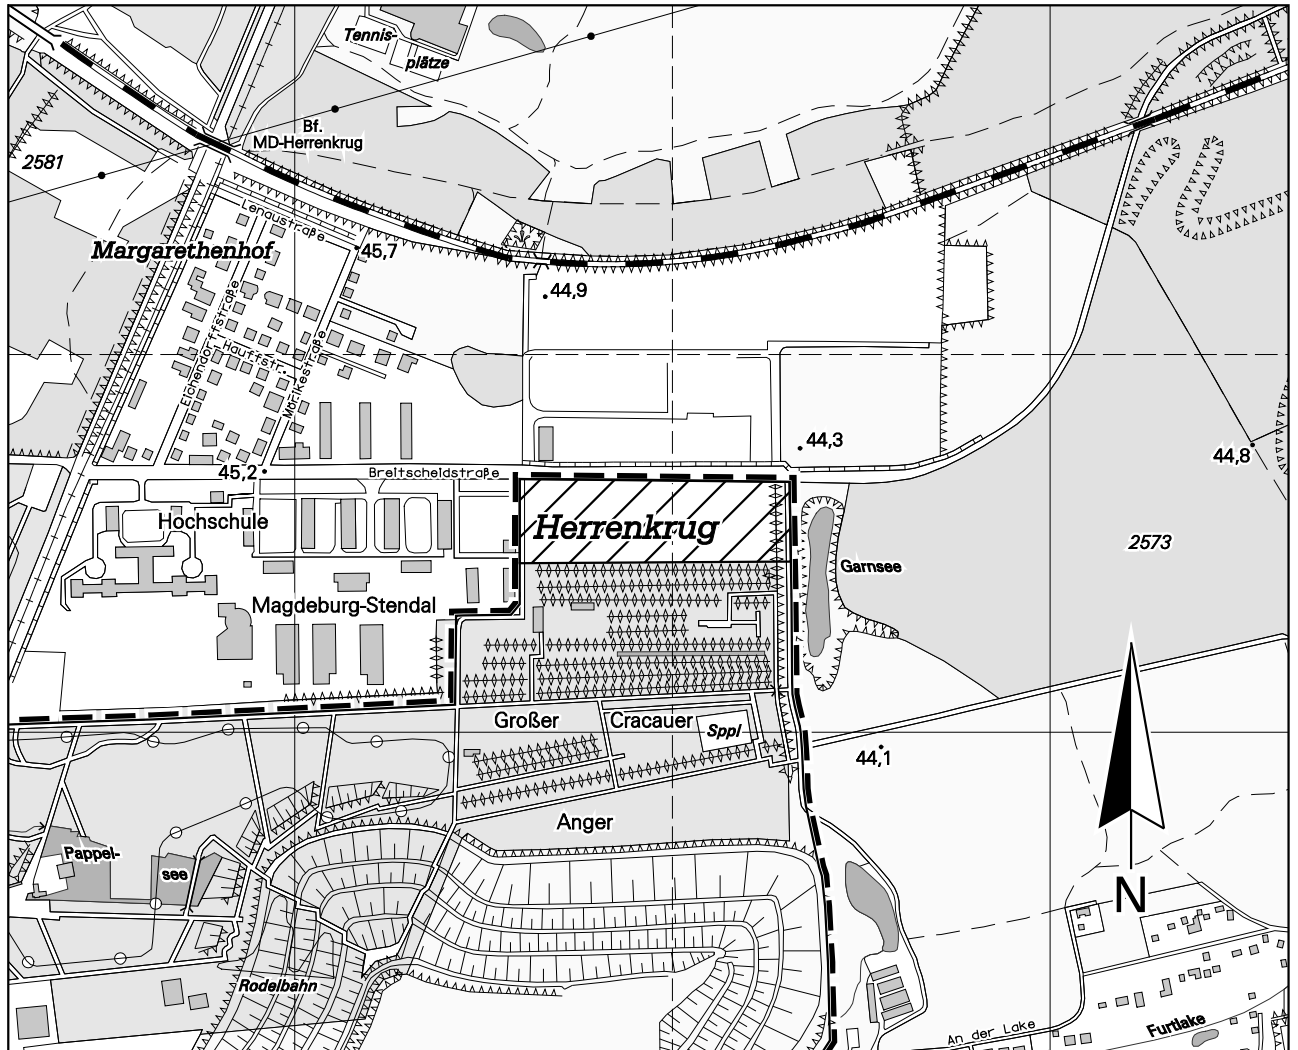 Tennis-
plätze
Bf.
MD-Herrenkrug
2581
Lenaustraße
Margarethenhof
45,7
44,9
Eichendorffstraße
Hauffstr.
Mörikestraße
44,3
44,8
45,2
Breitscheidstraße
Hochschule
Herrenkrug
2573
Garnsee
Magdeburg-Stendal
Großer
Cracauer
Sppl
44,1
Anger
Pappel-
see
N
Rodelbahn
An der Lake
Furtlake